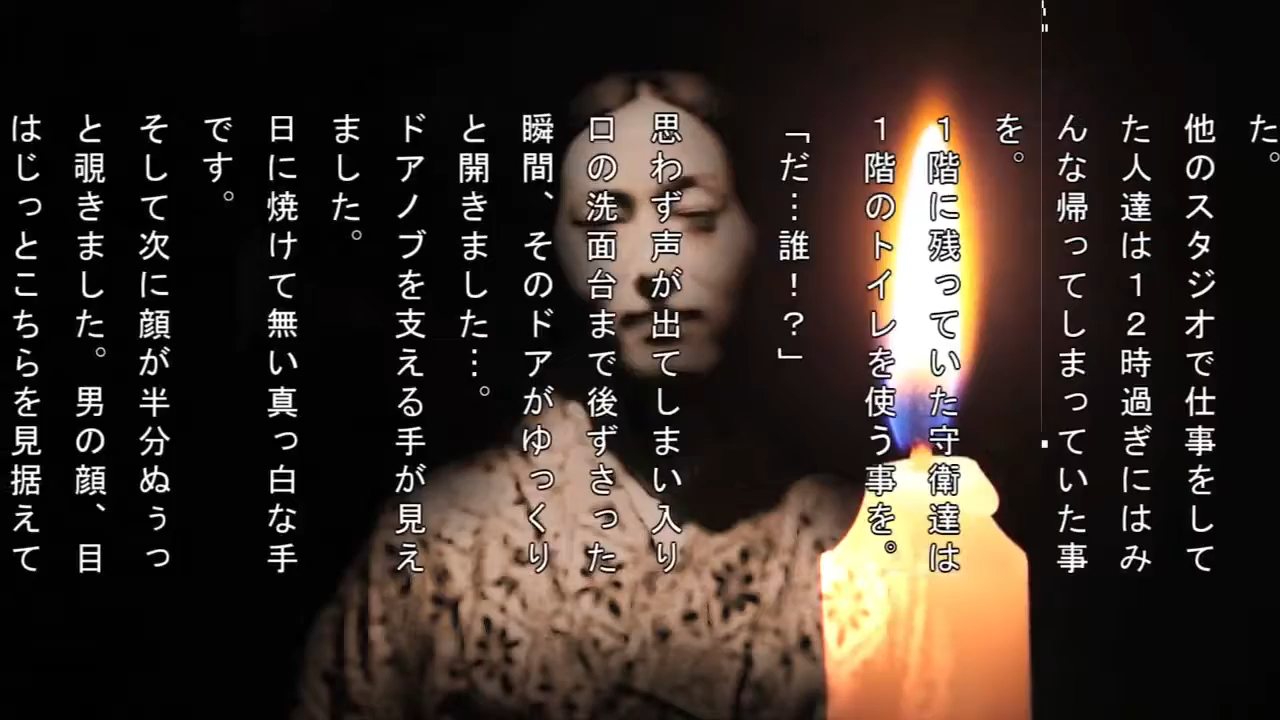 た。
他のスタジオで仕事をして
た人達は１２時過ぎにはみ
んな帰ってしまっていた事
を。
１階に残っていた守衛達は
１階のトイレを使う事を。
「だ…誰！？」
思わず声が出てしまい入り
口の洗面台まで後ずさった
瞬間、そのドアがゆっくり
と開きました…。
ドアノブを支える手が見え
ました。
日に焼けて無い真っ白な手
です。
そして次に顔が半分ぬぅっ
と覗きました。男の顔、目
はじっとこちらを見据えて